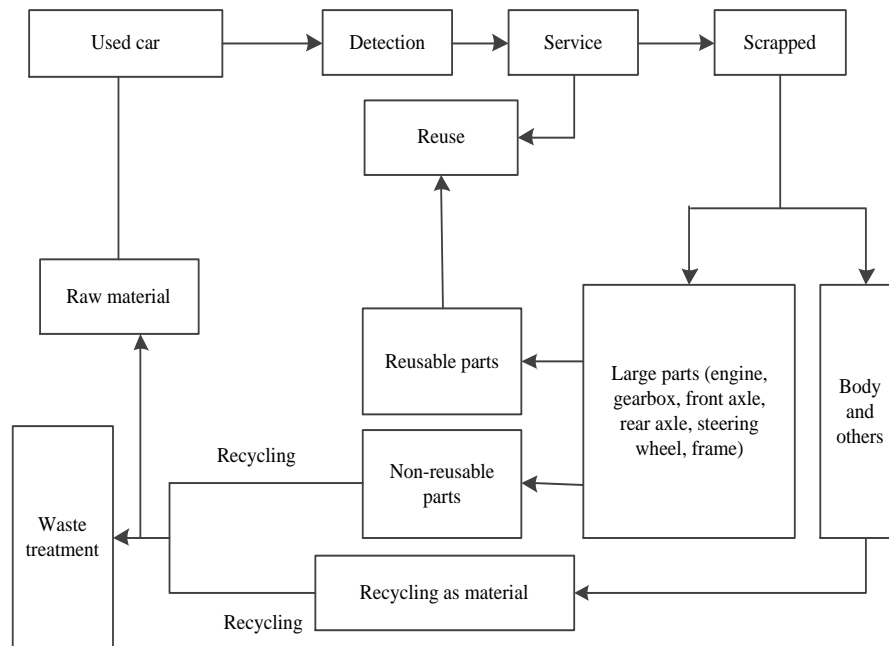 Used car
Detection
Service
Scrapped
Reuse
Raw material
Reusable parts
Large parts (engine,
gearbox, front axle,
rear axle, steering
wheel, frame)
Body
and
others
Recycling
Non-reusable
parts
Waste
treatment
Recycling as material
Recycling